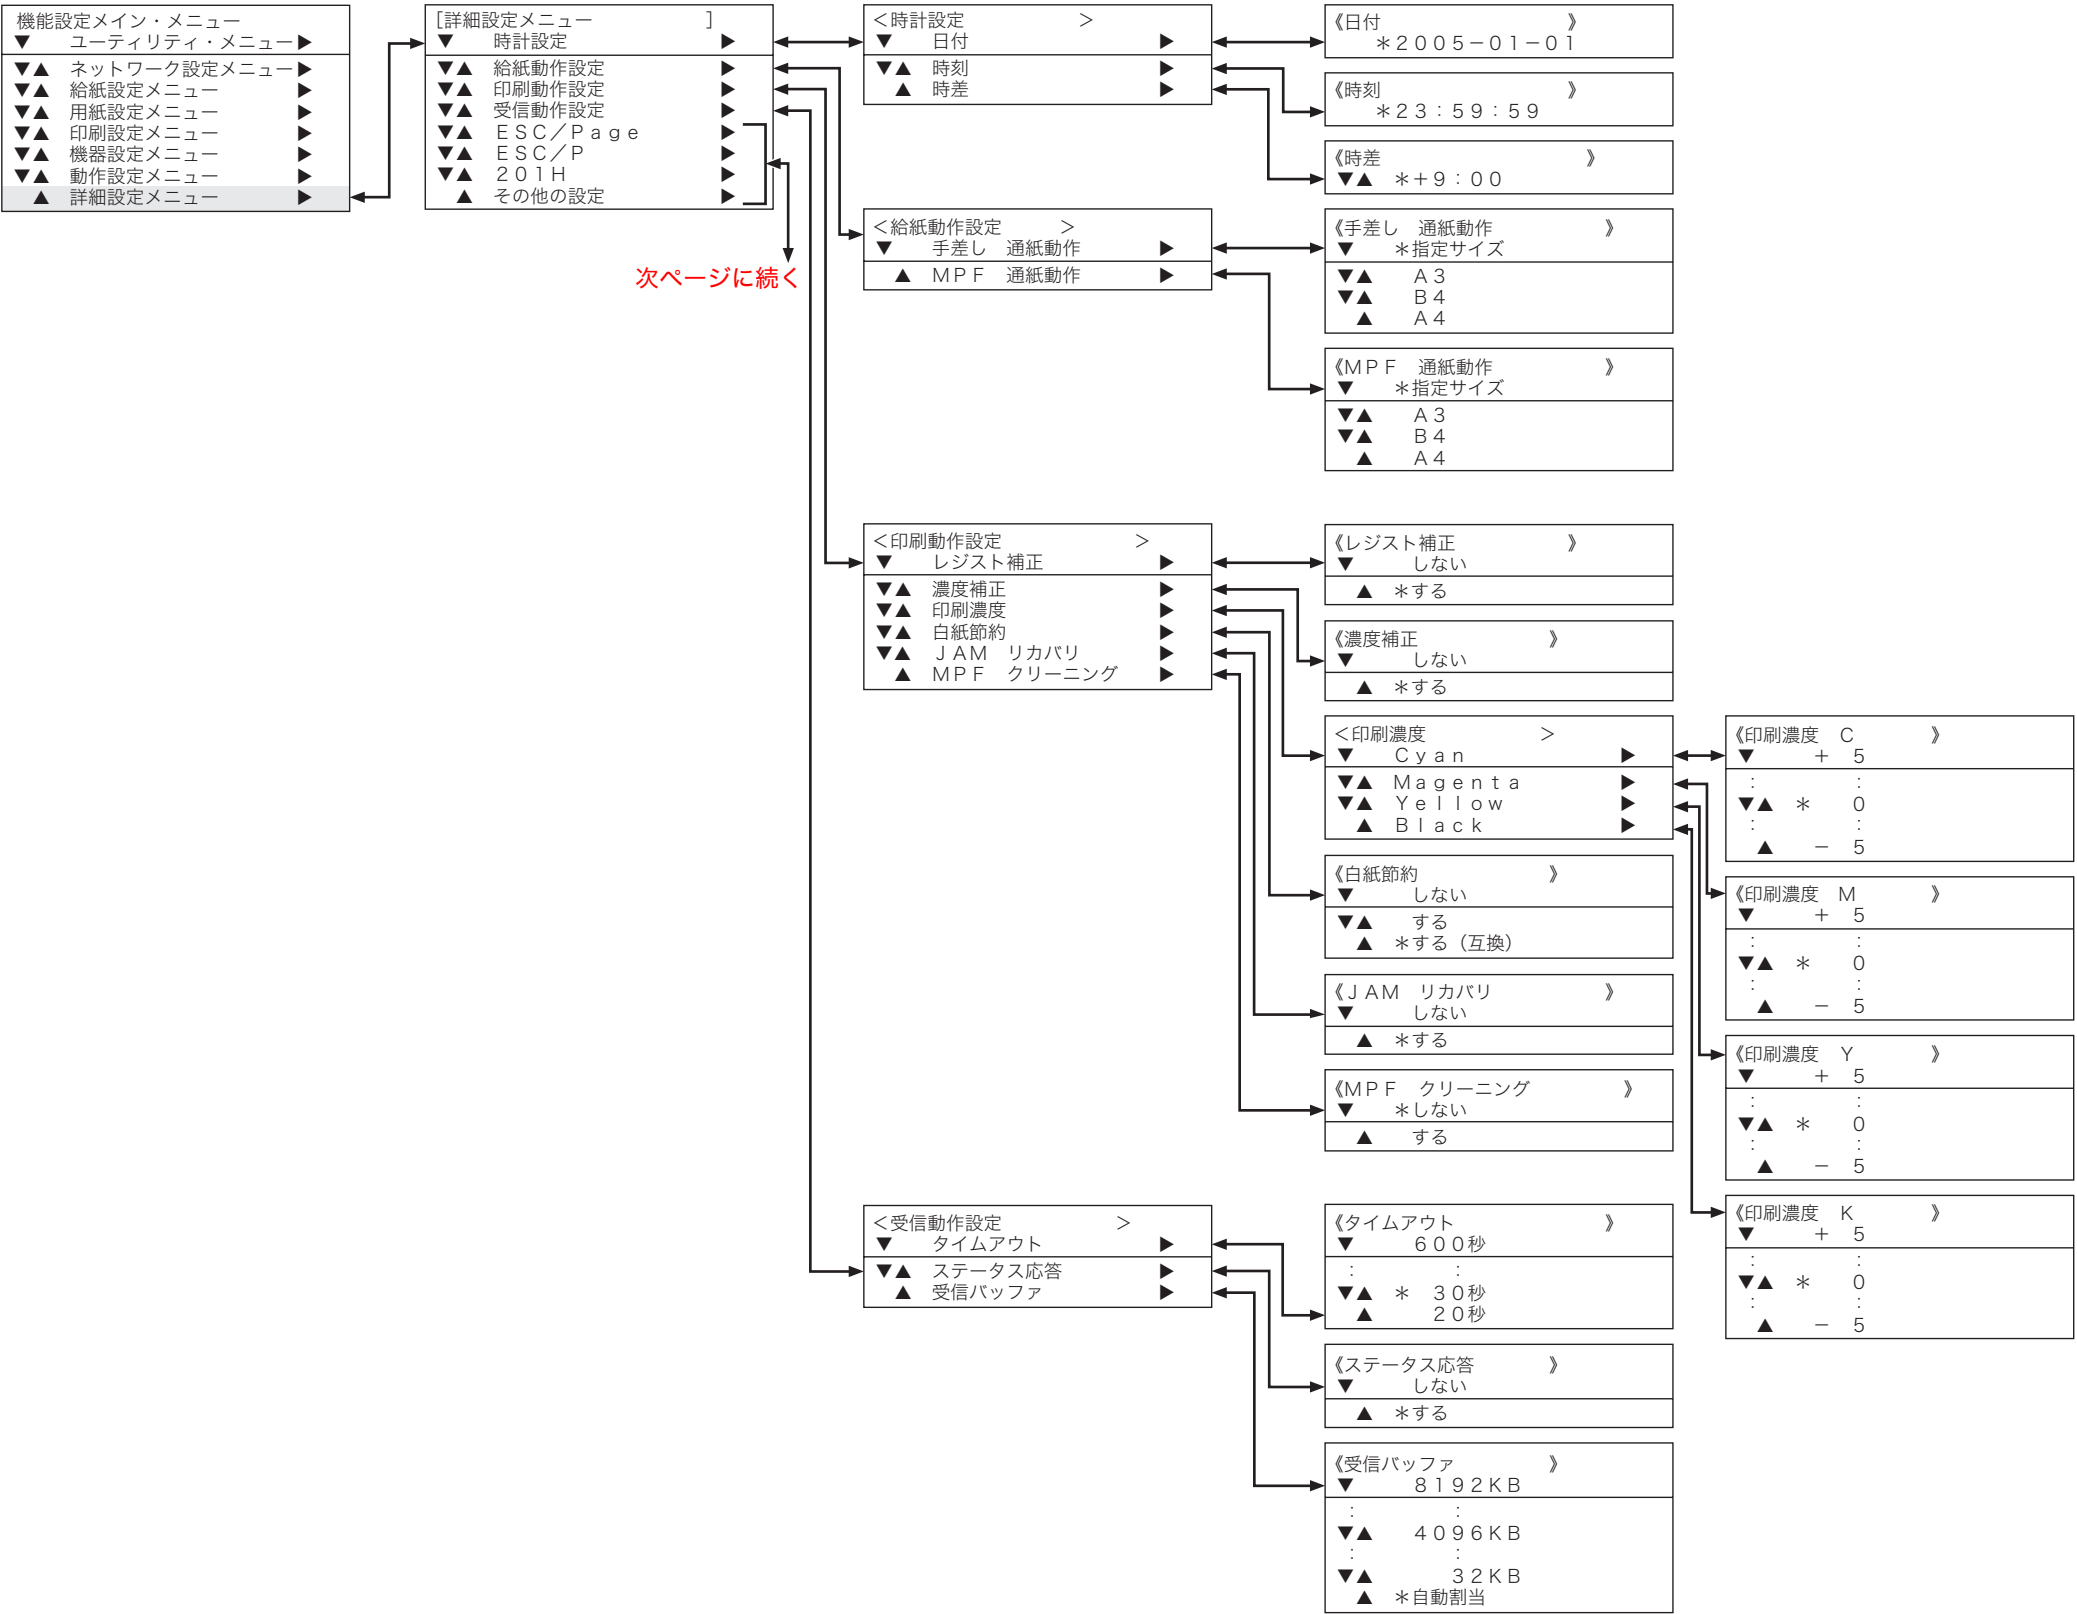 機能設定メイン・メニュー
▼　ユーティリティ・メニュー▶
▼▲　ネットワーク設定メニュー▶
▼▲　給紙設定メニュー　▶
▼▲　用紙設定メニュー　▶
▼▲　印刷設定メニュー　▶
▼▲　機器設定メニュー　▶
▼▲　動作設定メニュー　▶
▲　詳細設定メニュー　▶
[詳細設定メニュー　]
▼　時計設定　▶
▼▲　給紙動作設定　▶
▼▲　印刷動作設定　▶
▼▲　受信動作設定　▶
▼▲　ＥＳＣ／Ｐａｇｅ　▶
▼▲　ＥＳＣ／Ｐ　▶
▼▲　２０１Ｈ　▶
▲　その他の設定　▶
次ページに続く
＜時計設定　＞
▼　日付　▶
▼▲　時刻　▶
▲　時差　▶
《日付　》
＊２００５－０１－０１
《時刻　》
＊２３：５９：５９
《時差　》
▼▲　＊＋９：００
＜給紙動作設定　＞
▼　手差し　通紙動作　▶
▲　ＭＰＦ　通紙動作　▶
《手差し　通紙動作　》
▼　＊指定サイズ
▼▲　Ａ３
▼▲　Ｂ４
▲　Ａ４
《ＭＰＦ　通紙動作　》
▼　＊指定サイズ
▼▲　Ａ３
▼▲　Ｂ４
▲　Ａ４
＜印刷動作設定　＞
▼　レジスト補正　▶
▼▲　濃度補正　▶
▼▲　印刷濃度　▶
▼▲　白紙節約　▶
▼▲　ＪＡＭ　リカバリ　▶
▲　ＭＰＦ　クリーニング　▶
《レジスト補正　》
▼　しない
▲　＊する
《濃度補正　》
▼　しない
▲　＊する
＜印刷濃度　＞
▼　Ｃｙａｎ　▶
▼▲　Ｍａｇｅｎｔａ　▶
▼▲　Ｙｅｌｌｏｗ　▶
▲　Ｂｌａｃｋ　▶
《印刷濃度　Ｃ　》
▼　＋　５
：　：
▼▲　＊　０
：　：
▲　－　５
《印刷濃度　Ｍ　》
▼　＋　５
：　：
▼▲　＊　０
：　：
▲　－　５
《印刷濃度　Ｙ　》
▼　＋　５
：　：
▼▲　＊　０
：　：
▲　－　５
《印刷濃度　Ｋ　》
▼　＋　５
：　：
▼▲　＊　０
：　：
▲　－　５
《白紙節約　》
▼　しない
▼▲　する
▲　＊する（互換）
《ＪＡＭ　リカバリ　》
▼　しない
▲　＊する
《ＭＰＦ　クリーニング　》
▼　＊しない
▲　する
＜受信動作設定　＞
▼　タイムアウト　▶
▼▲　ステータス応答　▶
▲　受信バッファ　▶
《タイムアウト　》
▼　６００秒
：　：
▼▲　＊　３０秒
▲　２０秒
《ステータス応答　》
▼　しない
▲　＊する
《受信バッファ　》
▼　８１９２ＫＢ
：　：
▼▲　４０９６ＫＢ
：　：
▼▲　３２ＫＢ
▲　＊自動割当